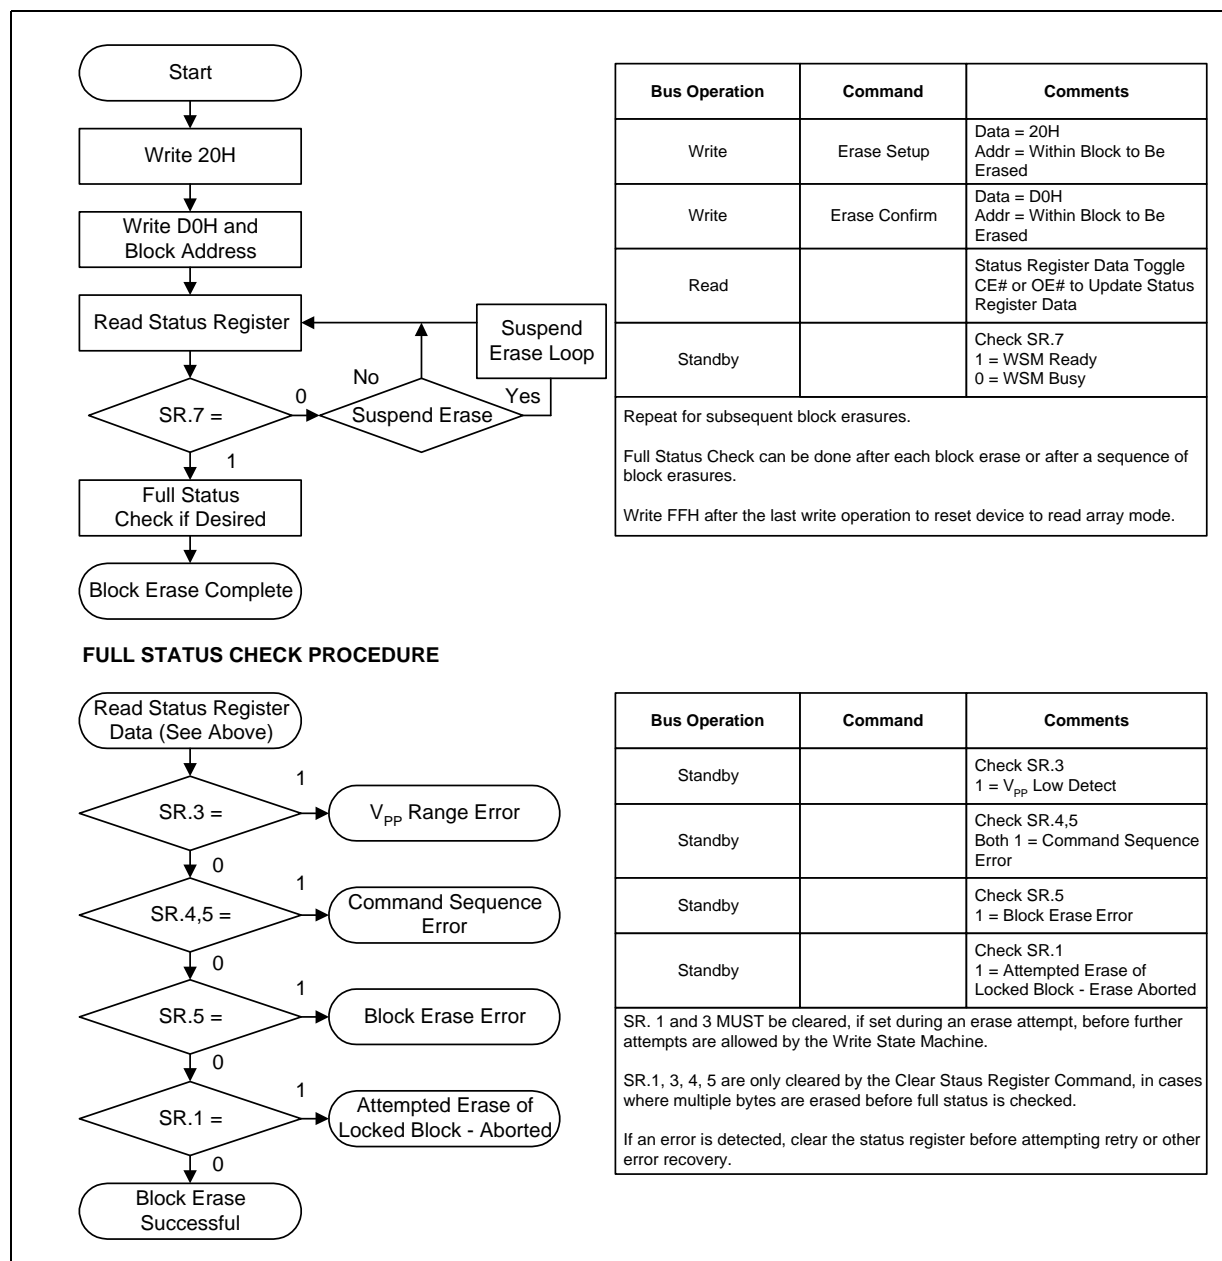 Start
Write 20H
Write D0H and
Block Address
Read Status Register
Suspend
Erase Loop
No
Yes
0
SR.7 =
Suspend Erase
1
Full Status
Check if Desired
Block Erase Complete
Bus Operation Command Comments
Write Erase Setup Data = 20H
Addr = Within Block to Be
Erased
Write Erase Confirm Data = D0H
Addr = Within Block to Be
Erased
Read Status Register Data Toggle
CE# or OE# to Update Status
Register Data
Standby Check SR.7
1 = WSM Ready
0 = WSM Busy
Repeat for subsequent block erasures.
Full Status Check can be done after each block erase or after a sequence of
block erasures.
Write FFH after the last write operation to reset device to read array mode.
FULL STATUS CHECK PROCEDURE
Read Status Register
Data (See Above)
1
SR.3 =
VPP Range Error
0
1
SR.4,5 =
Command Sequence
Error
0
1
SR.5 =
Block Erase Error
0
1
SR.1 =
Attempted Erase of
Locked Block - Aborted
0
Block Erase
Successful
Bus Operation Command Comments
Standby Check SR.3
1 = VPP Low Detect
Standby Check SR.4,5
Both 1 = Command Sequence
Error
Standby Check SR.5
1 = Block Erase Error
Standby Check SR.1
1 = Attempted Erase of
Locked Block - Erase Aborted
SR. 1 and 3 MUST be cleared, if set during an erase attempt, before further
attempts are allowed by the Write State Machine.
SR.1, 3, 4, 5 are only cleared by the Clear Staus Register Command, in cases
where multiple bytes are erased before full status is checked.
If an error is detected, clear the status register before attempting retry or other
error recovery.